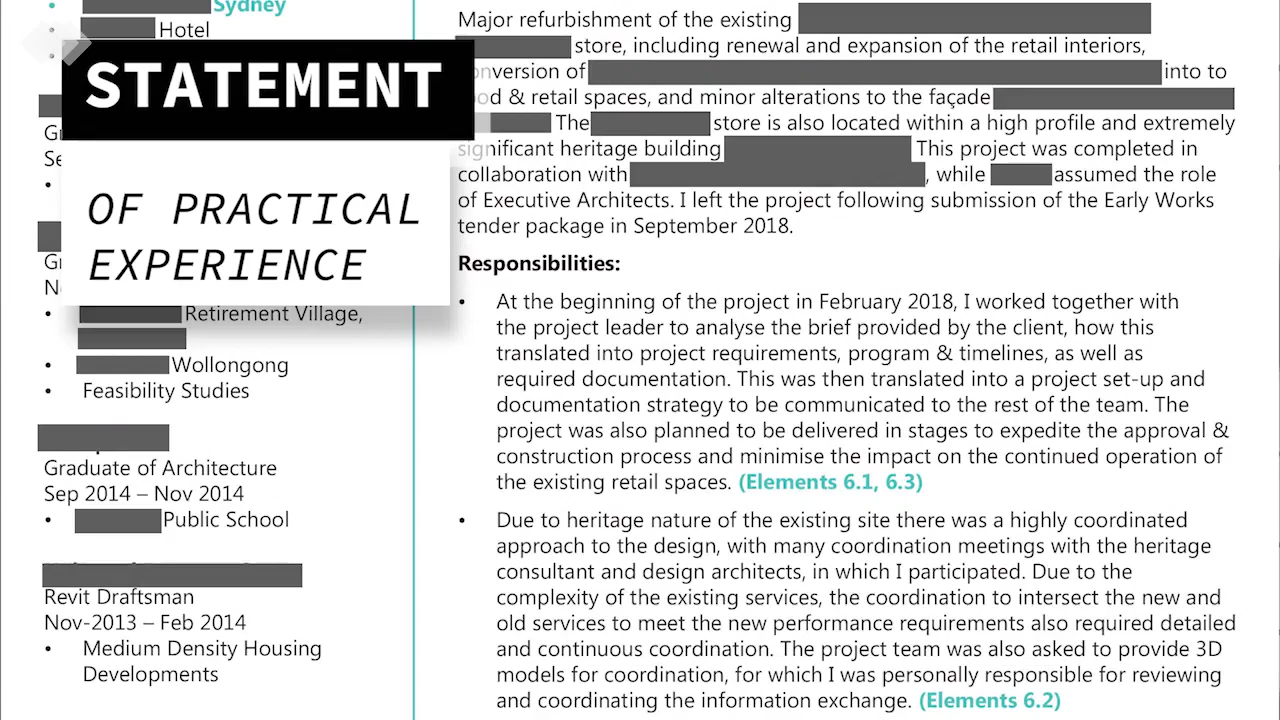 Sydney
Hotel
STATEMENT
OF PRACTICAL
EXPERIENCE
Retirement Village,
Wollongong
• Feasibility Studies
Graduate of Architecture
Sep 2014 – Nov 2014
• Public School
Revit Draftsman
Nov-2013 – Feb 2014
• Medium Density Housing
Developments
Major refurbishment of the existing
store, including renewal and expansion of the retail interiors,
of into to
& retail spaces, and minor alterations to the façade
The store is also located within a high profile and extremely
significant heritage building This project was completed in
collaboration with , while assumed the role
of Executive Architects. I left the project following submission of the Early Works
tender package in September 2018.
Responsibilities:
• At the beginning of the project in February 2018, I worked together with
the project leader to analyse the brief provided by the client, how this
translated into project requirements, program & timelines, as well as
required documentation. This was then translated into a project set-up and
documentation strategy to be communicated to the rest of the team. The
project was also planned to be delivered in stages to expedite the approval &
construction process and minimise the impact on the continued operation of
the existing retail spaces. (Elements 6.1, 6.3)
• Due to heritage nature of the existing site there was a highly coordinated
approach to the design, with many coordination meetings with the heritage
consultant and design architects, in which I participated. Due to the
complexity of the existing services, the coordination to intersect the new and
old services to meet the new performance requirements also required detailed
and continuous coordination. The project team was also asked to provide 3D
models for coordination, for which I was personally responsible for reviewing
and coordinating the information exchange. (Elements 6.2)